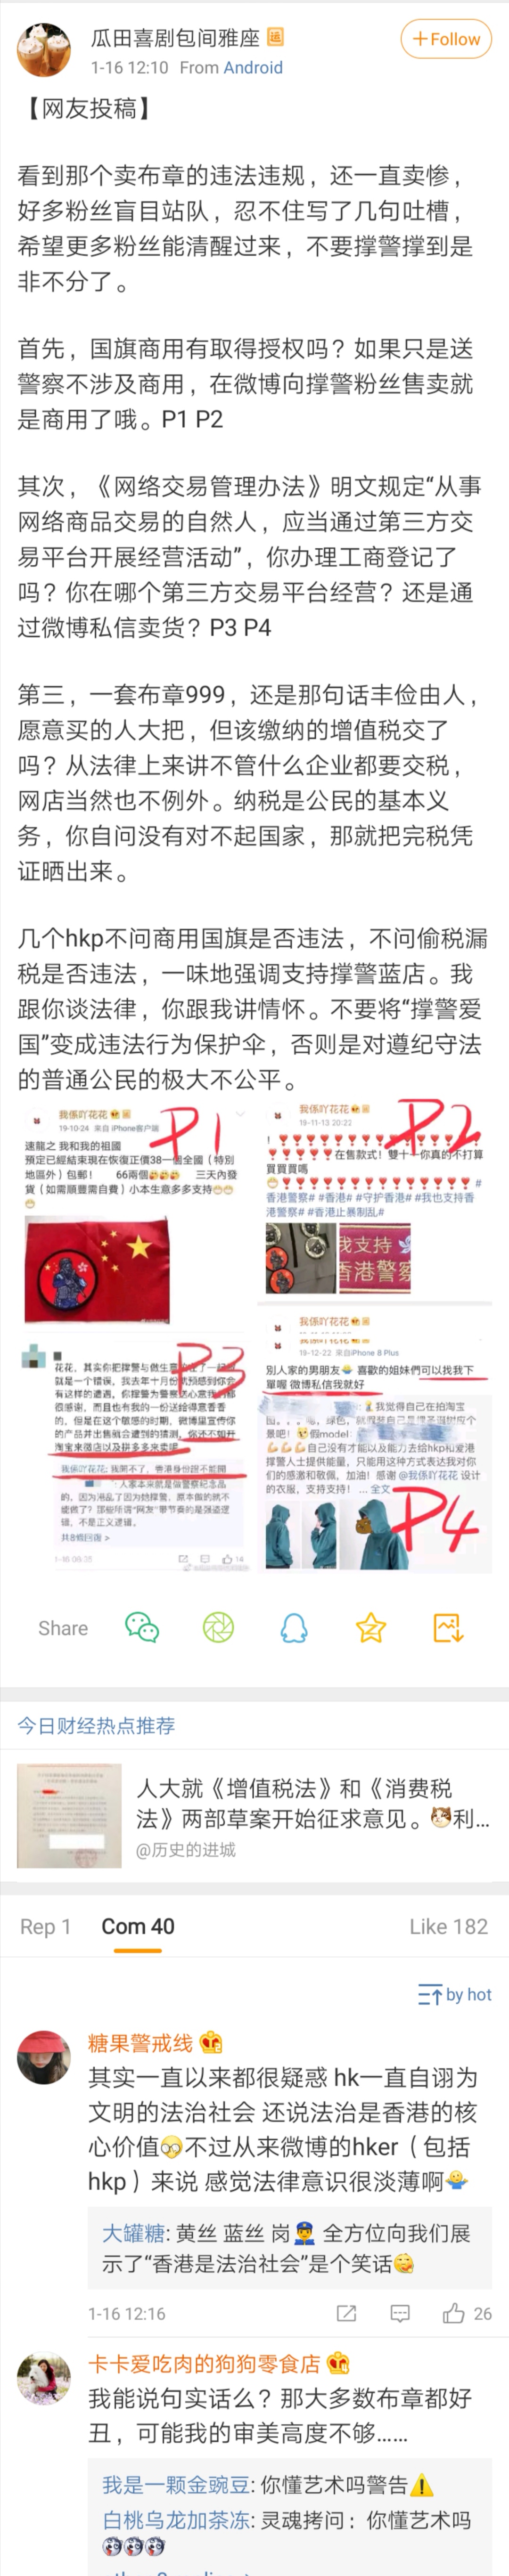 瓜田喜剧包间雅座
+Follow
1-16 12:10 From Android
【网友投稿】
看到那个卖布章的违法违规，还一直卖惨，
好多粉丝盲目站队，忍不住写了几句吐槽，
希望更多粉丝能清醒过来，不要撑警撑到是
非不分了。
首先，国旗商用有取得授权吗？如果只是送
警察不涉及商用，在微博向撑警粉丝售卖就
是商用了哦。P1 P2
其次，《网络交易管理办法》明文规定“从事
网络商品交易的自然人，应当通过第三方交
易平台开展经营活动”，你办理工商登记了
吗？你在哪个第三方交易平台经营？还是通
过微博私信卖货？P3 P4
第三，一套布章999，还是那句话丰俭由人，
愿意买的人大把，但该缴纳的增值税交了
吗？从法律上来讲不管什么企业都要交税，
网店当然也不例外。纳税是公民的基本义
务，你自问没有对不起国家，那就把完税凭
证晒出来。
几个hkp不问商用国旗是否违法，不问偷税漏
税是否违法，一味地强调支持撑警蓝店。我
跟你谈法律，你跟我讲情怀。不要将“撑警爱
国”变成违法行为保护伞，否则是对遵纪守法
的普通公民的极大不公平。
我係吖花花
19-10-24 来自 iPhone客户端
速龍之 我和我的祖國
預定已經結束現在恢復正價38一個全國（特別
地區外）包郵！ 66兩個 三天內發
貨（如需順豐需自費）小本生意多多支持
P1
我係吖花花
19-11-13 20:22
在售款式！雙十一你真的不打算
買買買嗎
#
香港警察# #香港# #守护香港# #我也支持香
港警察# #香港止暴制乱#
我支持
香港警察
P2
花花，其实你把撑警与做生意
就是一个错误，我去年十月份就预感到你会
有这样的遭遇，你撑警为警察送心意我们都
很感谢，而且也有我的一份送給得意香香
的，但是在这个敏感的时期，微博里宣传你
的产品并出售就会遭到的猜测，你还不如开
淘宝来微店以及拼多多来卖呢
我係吖花花: 我開不了，香港身份證不能開
人家本来就是做警察纪念品
的，因为港乱了因为她撑警，原本做的就不
能做了？那些所谓“网友”带节奏的是强盗逻
辑，不是正义逻辑。
共8条回复 >
1-16 08:35
14
P3
我係吖花花
19-12-22 来自iPhone 8 Plus
別人家的男朋友 喜歡的姐妹們可以找我下
單喔 微博私信我就好
我觉得自己在拍淘宝
景吧！ 假model
自己没有才能以及能力去给hkp和爱港
撑警人士提供能量，只能用这种方式表达我对你
们的感激和敬佩，加油！感谢 @我係吖花花 设计
的衣服，支持支持！ ... 全文
P4
Share
今日财经热点推荐
人大就《增值税法》和《消费税
法》两部草案开始征求意见。利...
@历史的进城
Rep 1 Com 40 Like 182
by hot
糖果警戒线
其实一直以来都很疑惑 hk一直自诩为
文明的法治社会 还说法治是香港的核
心价值 不过从来微博的hker（包括
hkp）来说 感觉法律意识很淡薄啊
大罐糖: 黄丝 蓝丝 岗 全方位向我们展
示了“香港是法治社会”是个笑话
1-16 12:16
26
卡卡爱吃肉的狗狗零食店
我能说句实话么？那大多数布章都好
丑，可能我的审美高度不够……
我是一颗金豌豆: 你懂艺术吗警告
白桃乌龙加茶冻: 灵魂拷问：你懂艺术吗